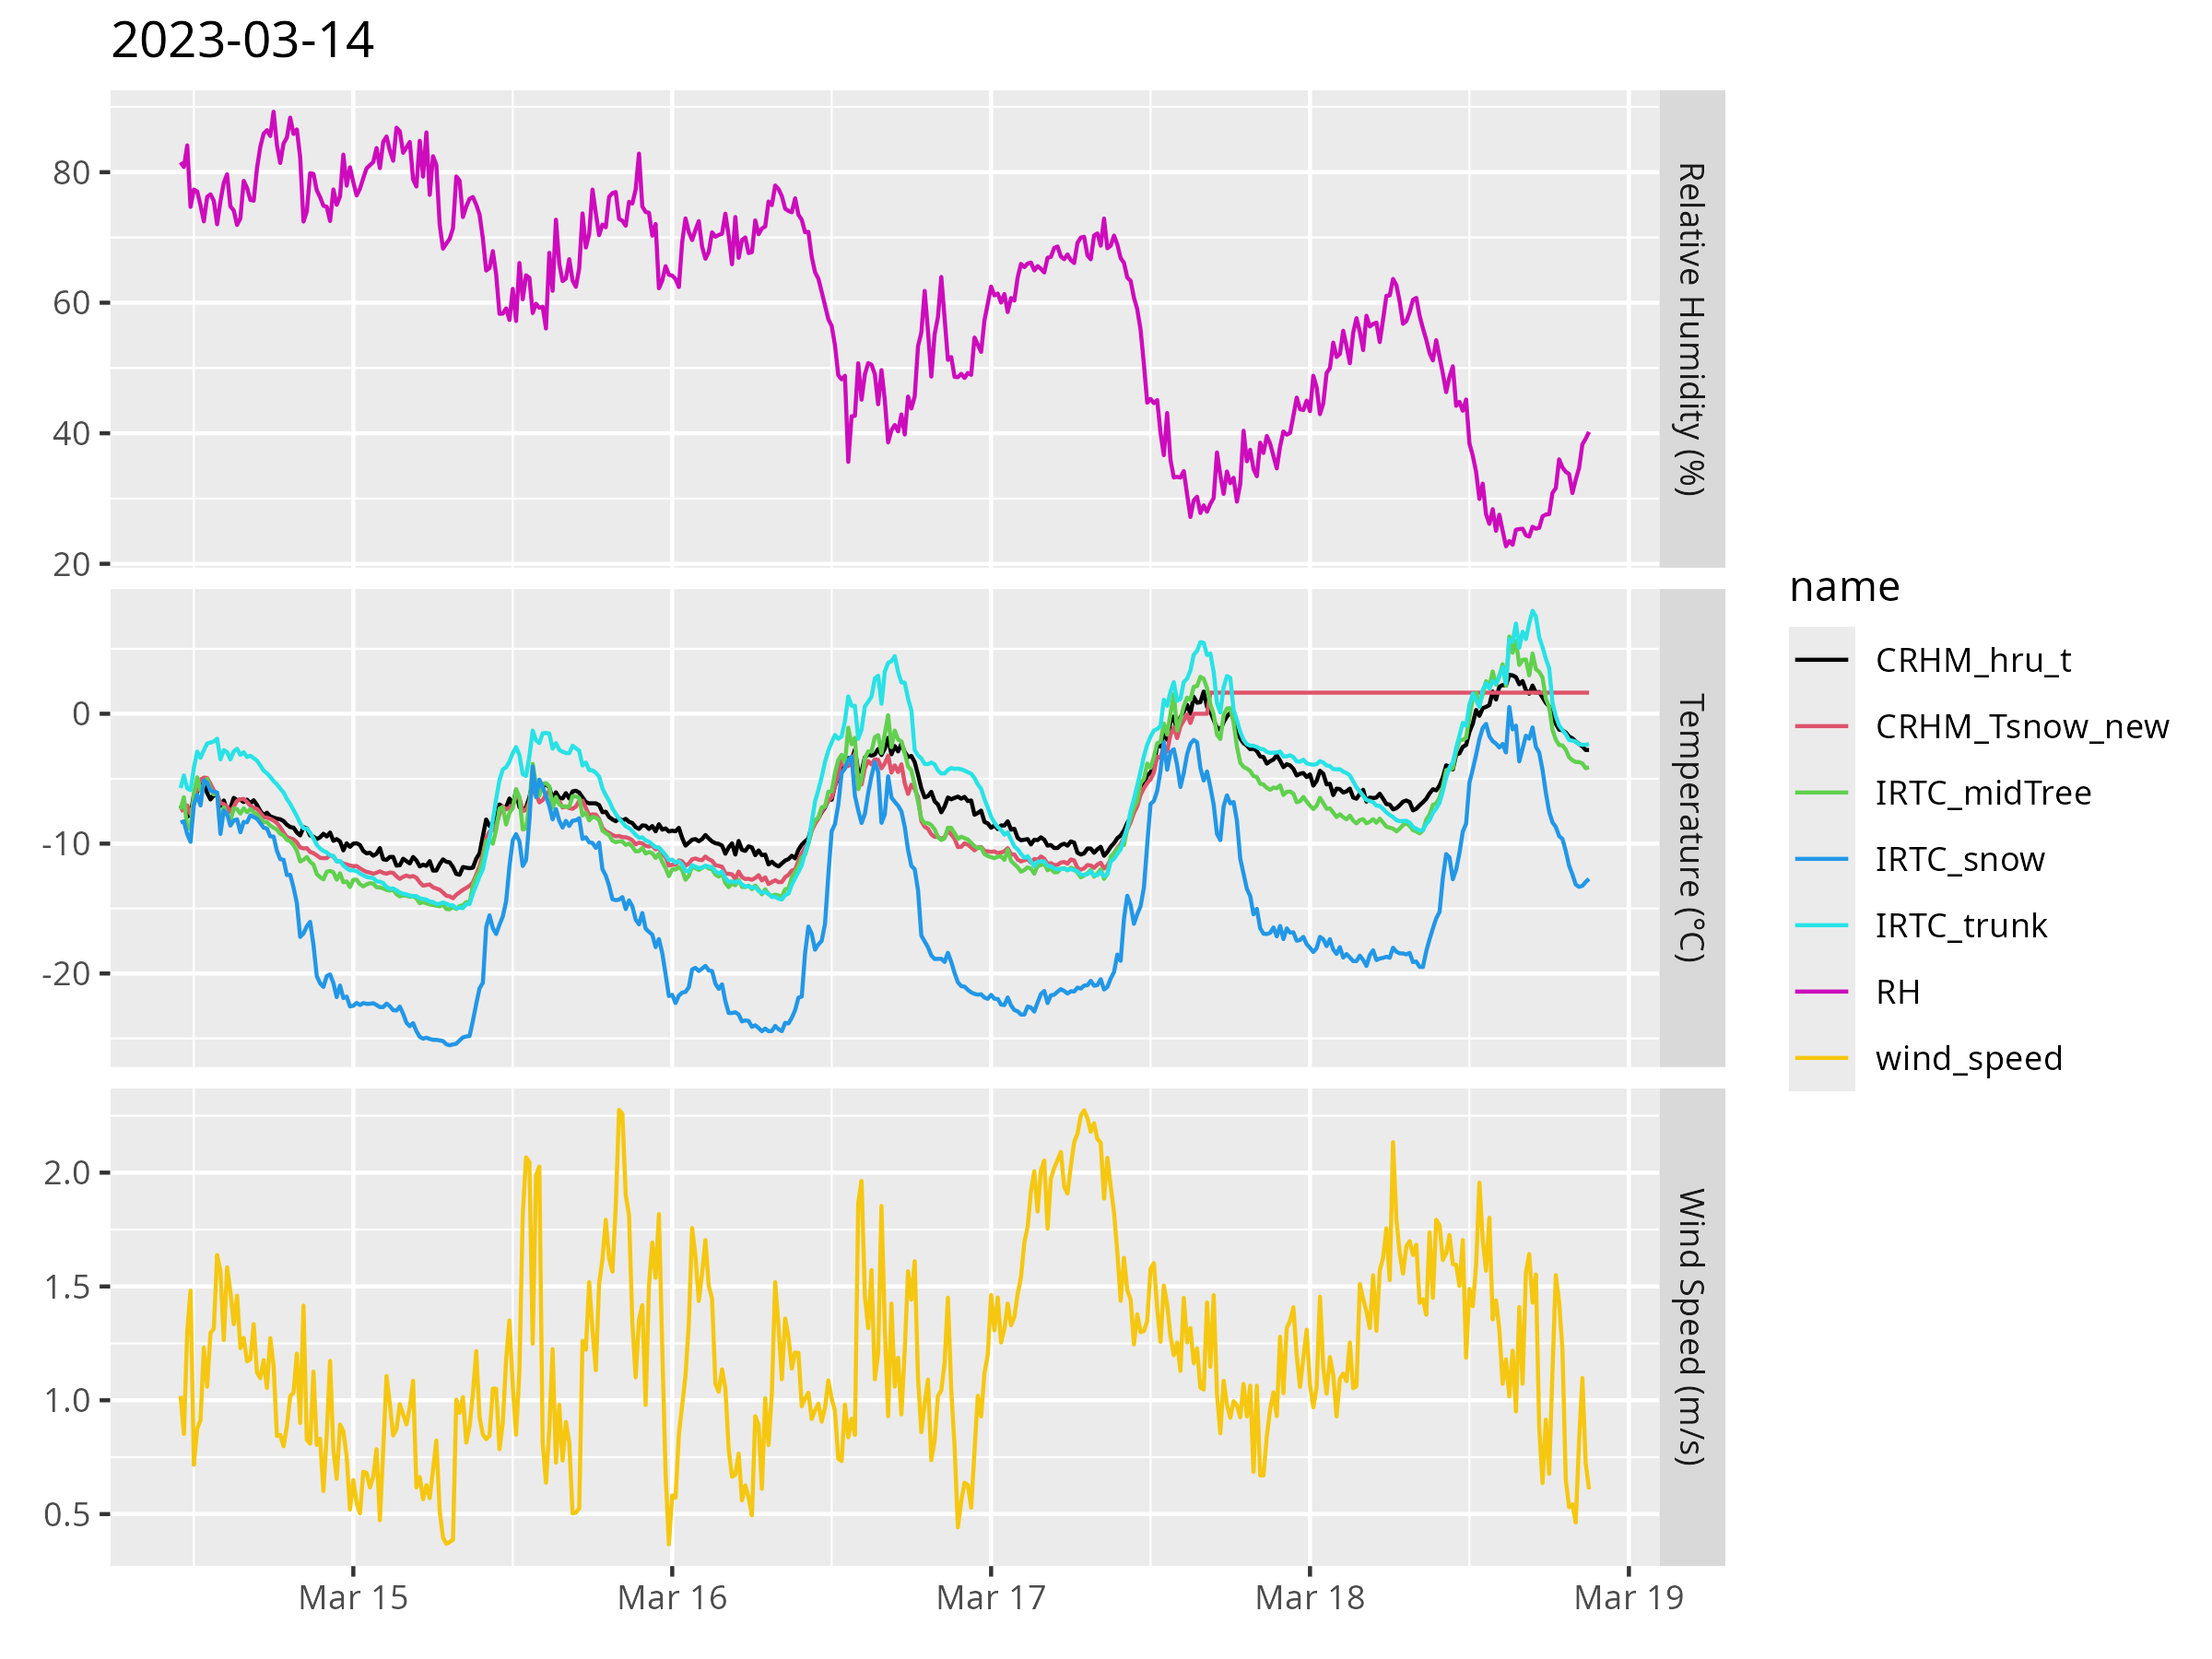 2023-03-14
80
60
40
20
Relative Humidity (%)
0
-10
-20
Temperature (°C)
2.0
1.5
1.0
0.5
Wind Speed (m/s)
Mar 15
Mar 16
Mar 17
Mar 18
Mar 19
name
CRHM_hru_t
CRHM_Tsnow_new
IRTC_midTree
IRTC_snow
IRTC_trunk
RH
wind_speed